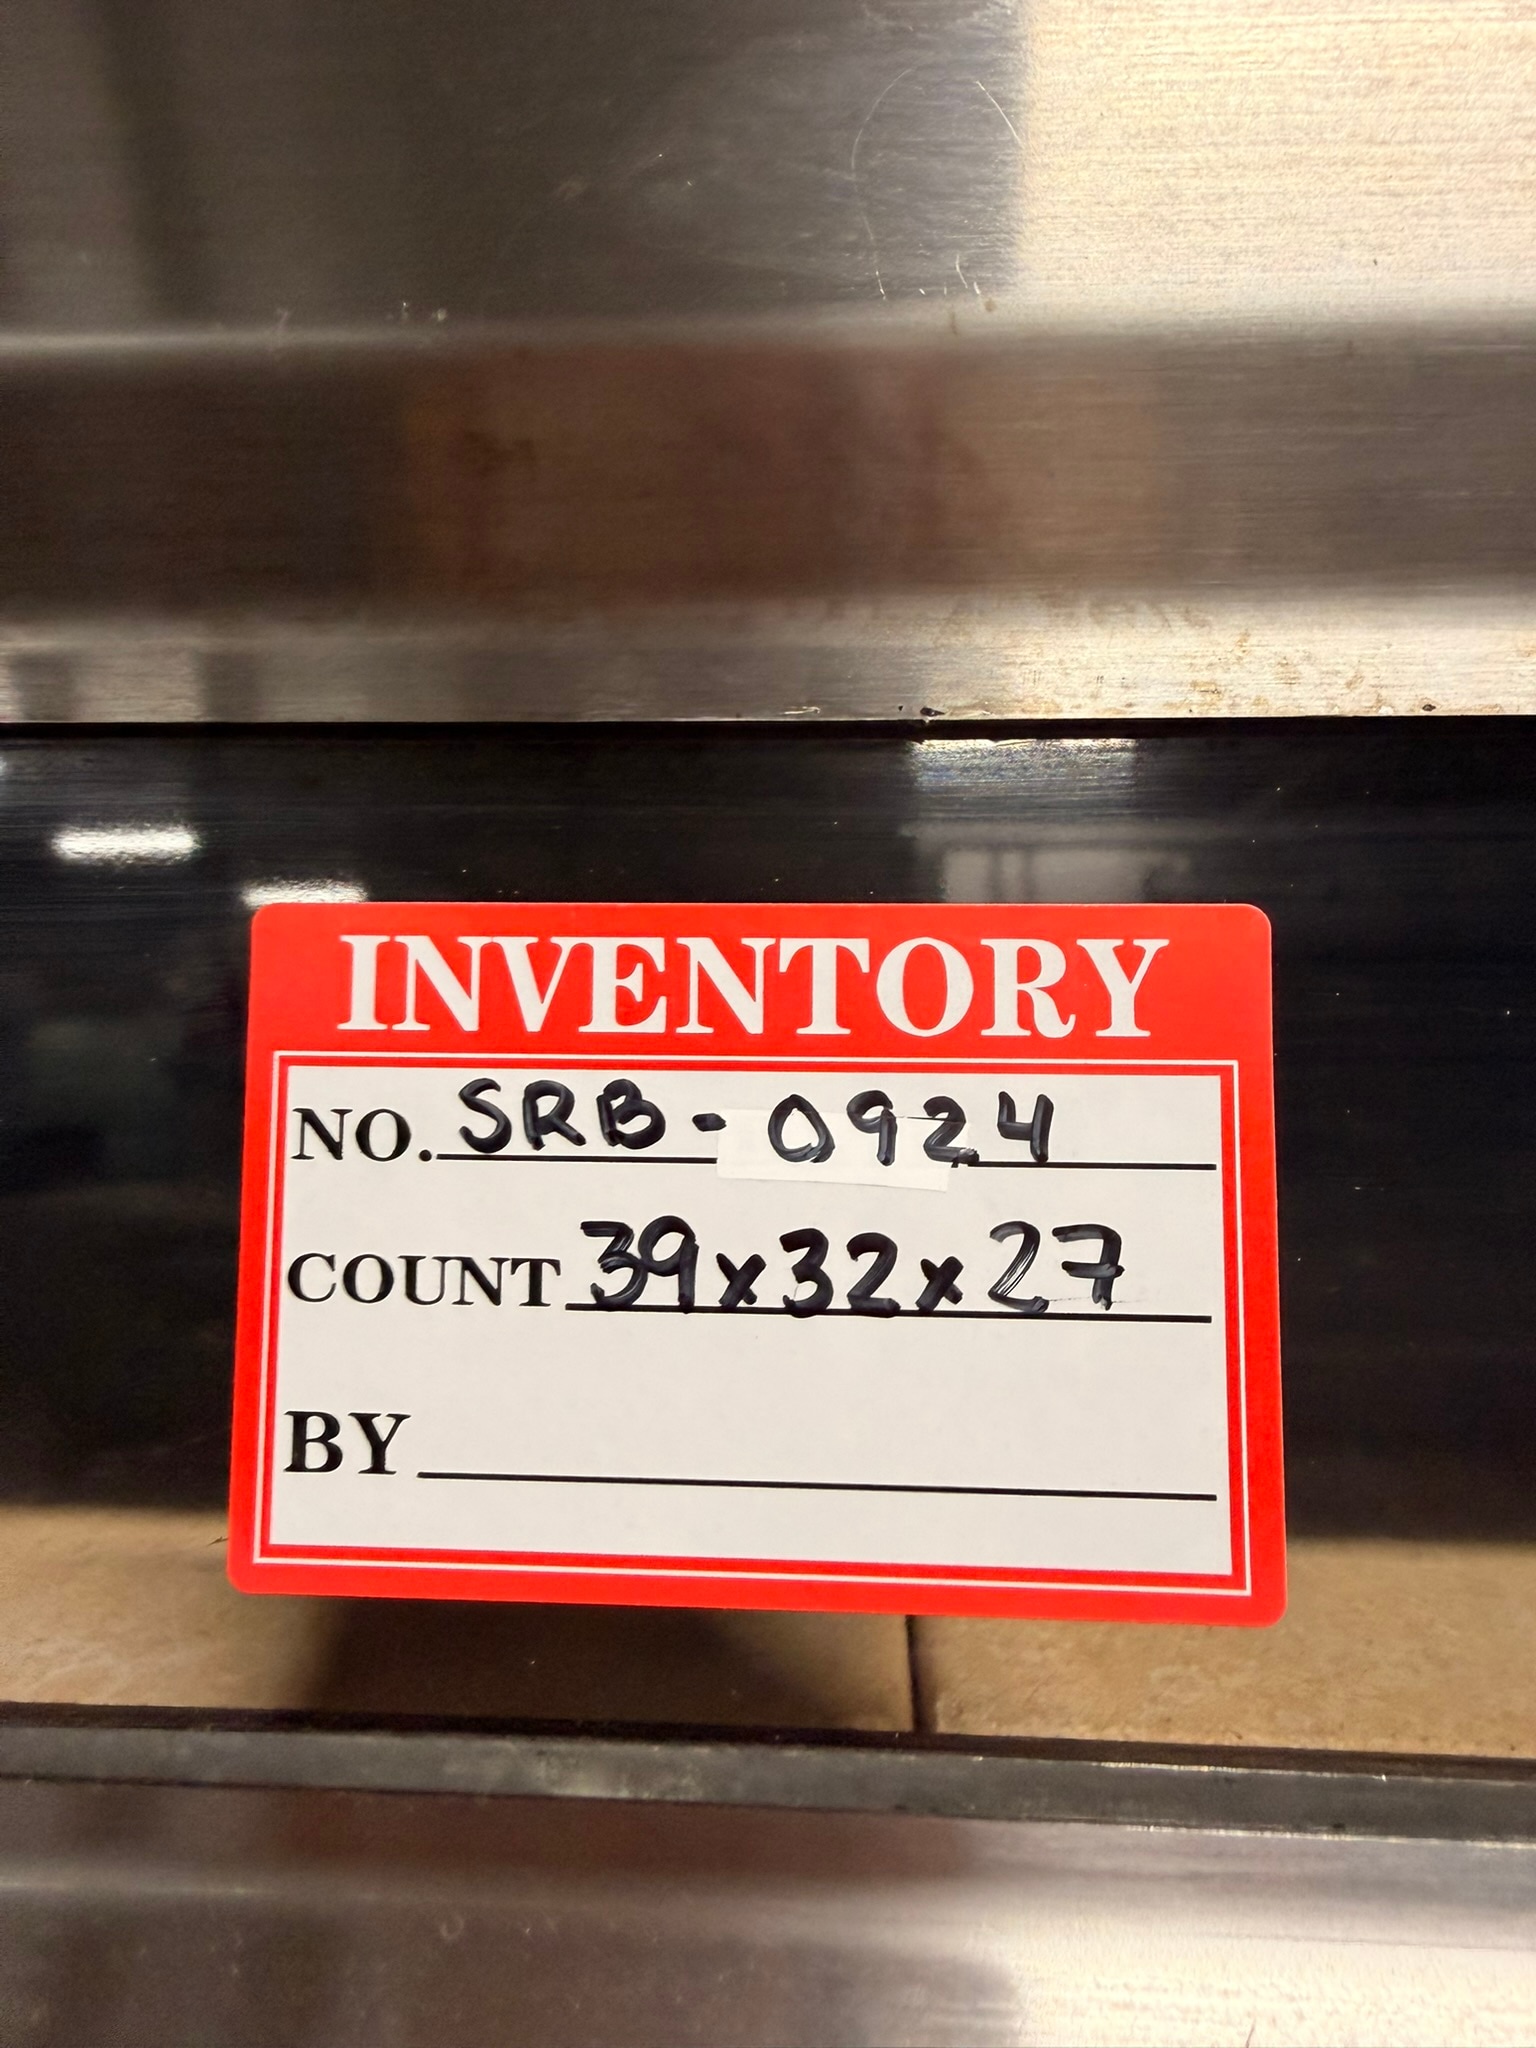 INVENTORY
NO. SRB-0924
COUNT 39x32x27
BY